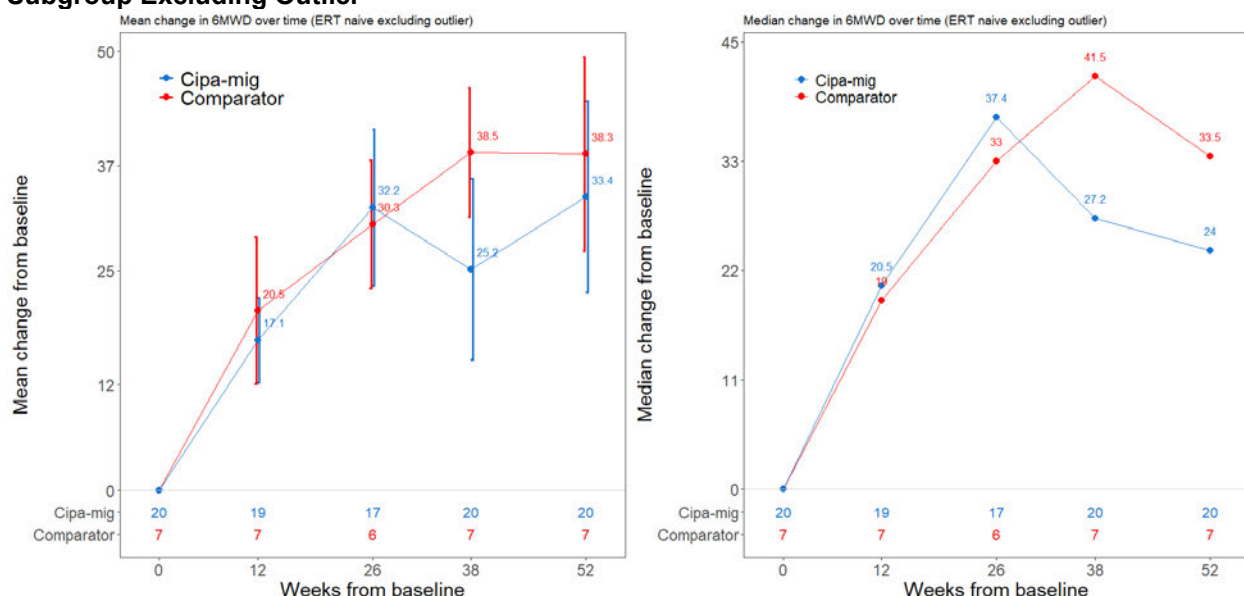 Subgroup Excluding Outlier
Mean change in 6MWD over time (ERT naive excluding outlier)
50
37
25
12
0
Mean change from baseline
Cipa-mig
Comparator
20.5
17.1
32.2
30.3
38.5
25.2
38.3
33.4
Cipa-mig 20 19 17 20 20
Comparator 7 7 6 7 7
0 12 26 38 52
Weeks from baseline
Median change in 6MWD over time (ERT naive excluding outlier)
45
33
22
11
0
Median change from baseline
Cipa-mig
Comparator
20.5
19
37.4
33
41.5
27.2
33.5
24
Cipa-mig 20 19 17 20 20
Comparator 7 7 6 7 7
0 12 26 38 52
Weeks from baseline